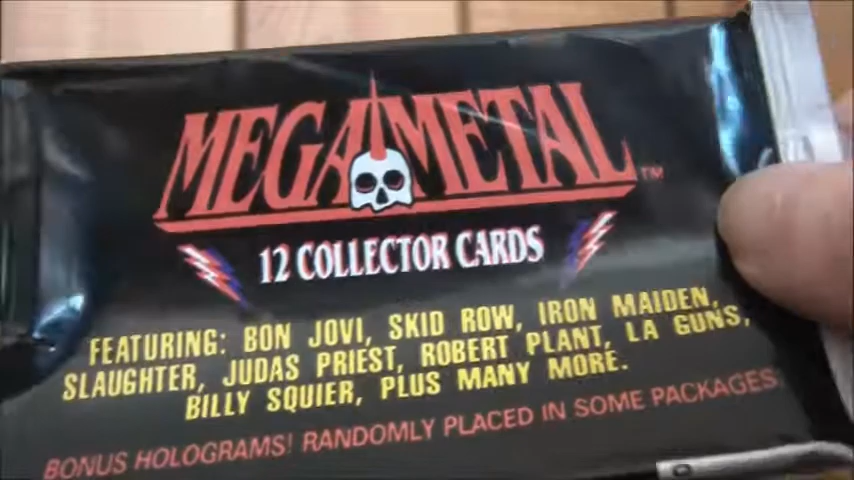 MEGAMETAL™
12 COLLECTOR CARDS
FEATURING: BON JOVI, SKID ROW, IRON MAIDEN,
SLAUGHTER, JUDAS PRIEST, ROBERT PLANT, LA GUNS,
BILLY SQUIER, PLUS MANY MORE.
BONUS HOLOGRAMS! RANDOMLY PLACED IN SOME PACKAGES